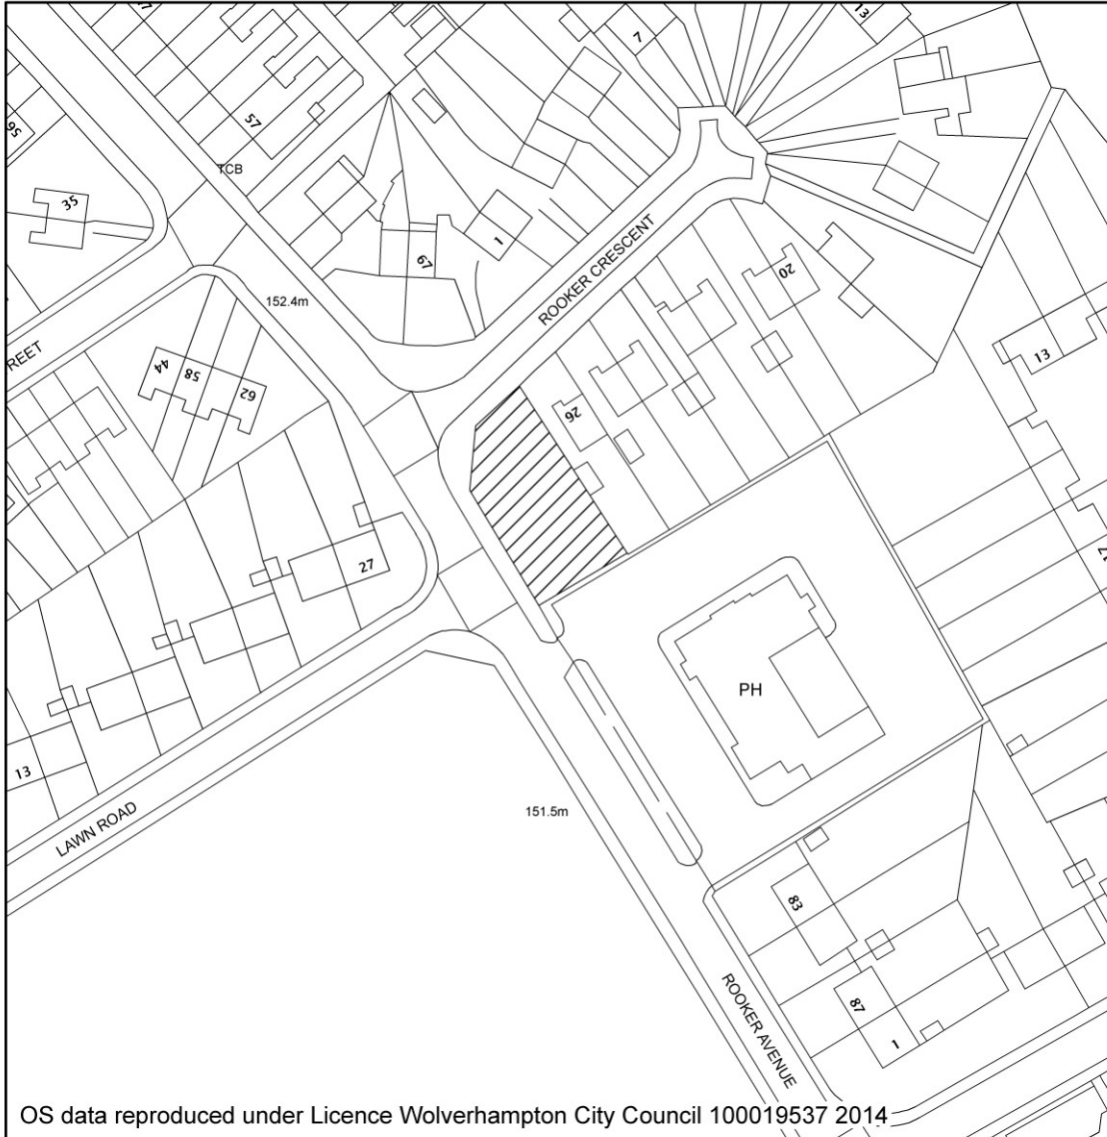 13
7
57
56
TCB
35
67
1
ROOKER CRESCENT
152.4m
20
REET
44
58
62
13
26
27
PH
13
151.5m
LAWN ROAD
83
ROOKER AVENUE
87
1
OS data reproduced under Licence Wolverhampton City Council 100019537 2014